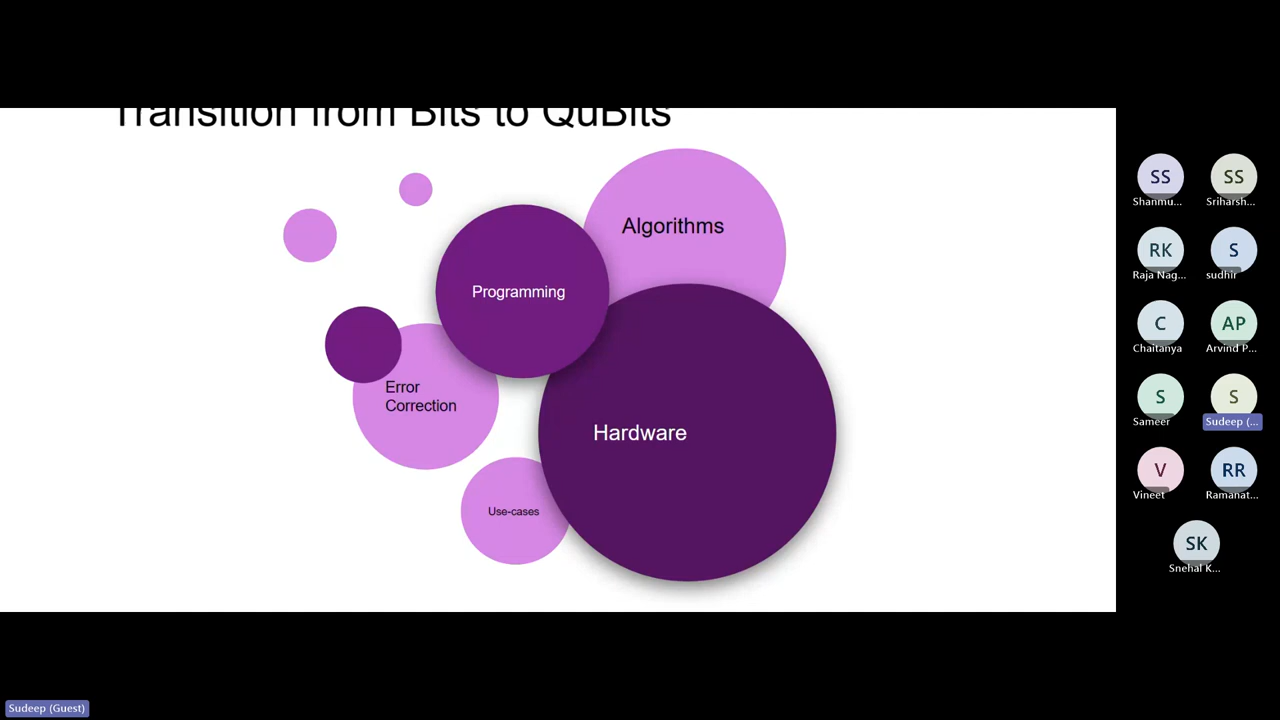 Transition from Bits to QuBits
Algorithms
Programming
Error
Correction
Hardware
Use-cases
SS
Shanmu...
SS
Sriharsh...
RK
Raja Nag...
S
sudhir
C
Chaitanya
AP
Arvind P...
S
Sameer
S
Sudeep (...
V
Vineet
RR
Ramanat...
SK
Snehal K...
Sudeep (Guest)